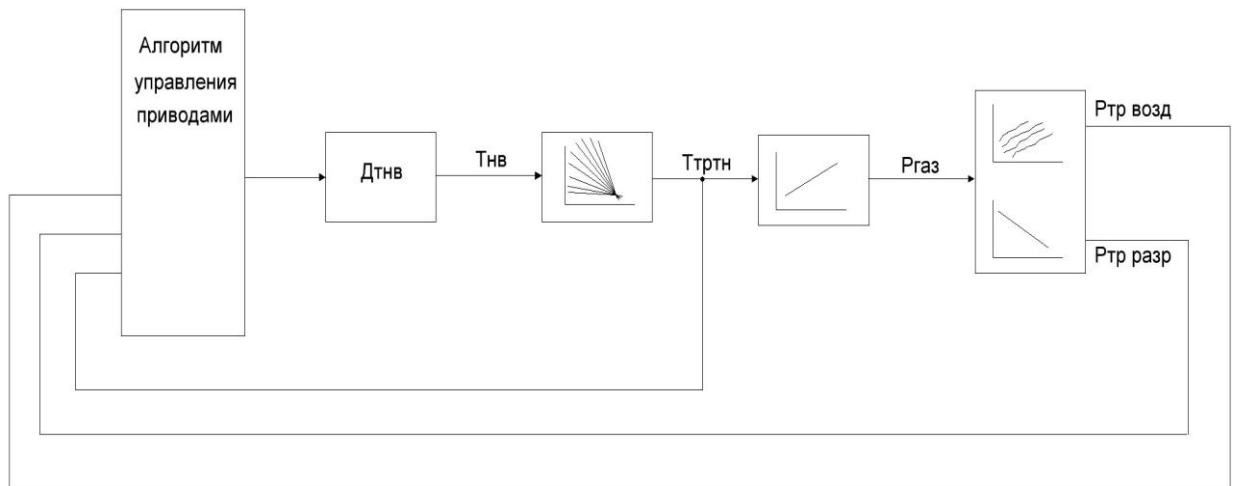 Алгоритм
управления
приводами
Дтнв
Тнв
Ттртн
Ргаз
Ртр возд
Ртр разр